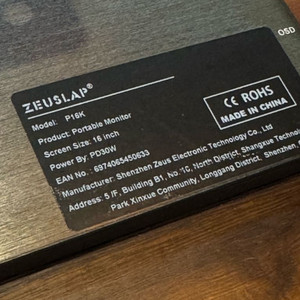 OSD
ZEUSLAP®
Model: P16K
Product: Portable Monitor
Screen Size: 16 inch
Power By: PD30W
EAN No.: 6974065450633
Manufacturer: Shenzhen Zeus Electronic Technology Co., Ltd
Address: 5 /F, Building B1, No. 10, North District, Shangxue Technology
Park Xinxue Community, Longgang District, Shenzhen,
CE ROHS
MADE IN CHINA